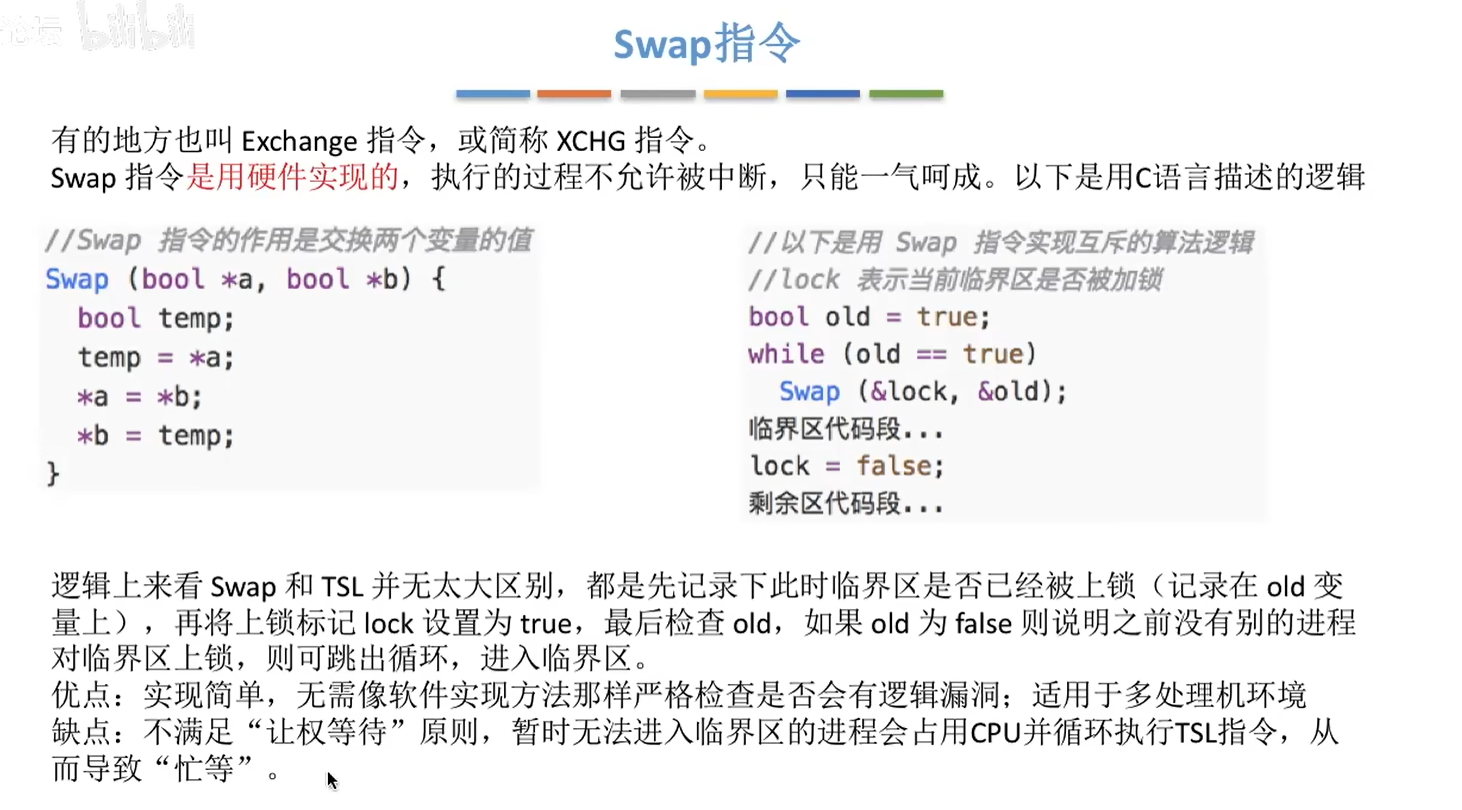 论坛 bilibili
Swap指令
有的地方也叫 Exchange 指令，或简称 XCHG 指令。
Swap 指令是用硬件实现的，执行的过程不允许被中断，只能一气呵成。以下是用C语言描述的逻辑
//Swap 指令的作用是交换两个变量的值
Swap (bool *a, bool *b) {
bool temp;
temp = *a;
*a = *b;
*b = temp;
}
//以下是用 Swap 指令实现互斥的算法逻辑
//lock 表示当前临界区是否被加锁
bool old = true;
while (old == true)
Swap (&lock, &old);
临界区代码段...
lock = false;
剩余区代码段...
逻辑上来看 Swap 和 TSL 并无太大区别，都是先记录下此时临界区是否已经被上锁（记录在 old 变
量上），再将上锁标记 lock 设置为 true，最后检查 old，如果 old 为 false 则说明之前没有别的进程
对临界区上锁，则可跳出循环，进入临界区。
优点：实现简单，无需像软件实现方法那样严格检查是否会有逻辑漏洞；适用于多处理机环境
缺点：不满足“让权等待”原则，暂时无法进入临界区的进程会占用CPU并循环执行TSL指令，从
而导致“忙等”。